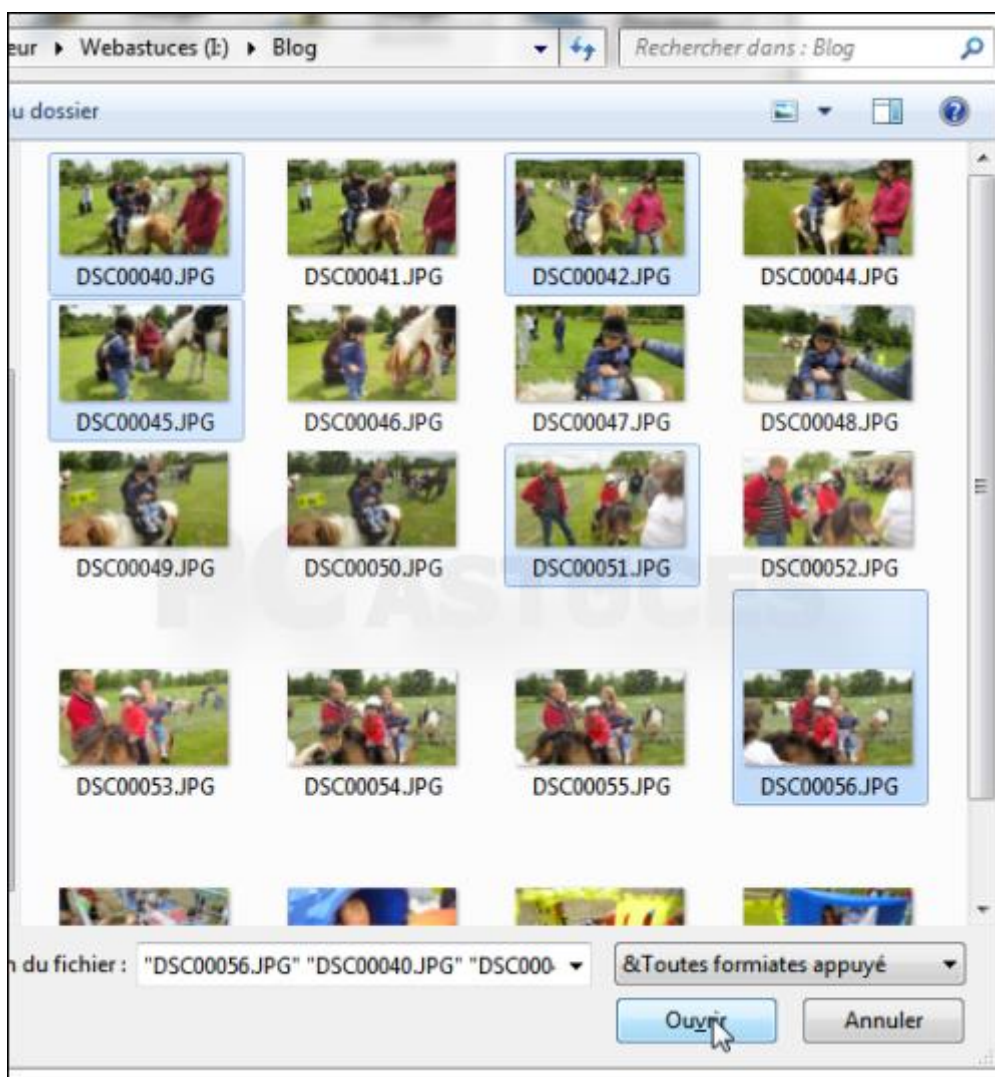 eur ▸ Webastuces (I:) ▸ Blog
Rechercher dans : Blog
u dossier
DSC00040.JPG DSC00041.JPG DSC00042.JPG DSC00044.JPG
DSC00045.JPG DSC00046.JPG DSC00047.JPG DSC00048.JPG
DSC00049.JPG DSC00050.JPG DSC00051.JPG DSC00052.JPG
PC ASTUCES
DSC00053.JPG DSC00054.JPG DSC00055.JPG DSC00056.JPG
n du fichier : "DSC00056.JPG" "DSC00040.JPG" "DSC000 &Toutes formiates appuyé
Ouvrir Annuler